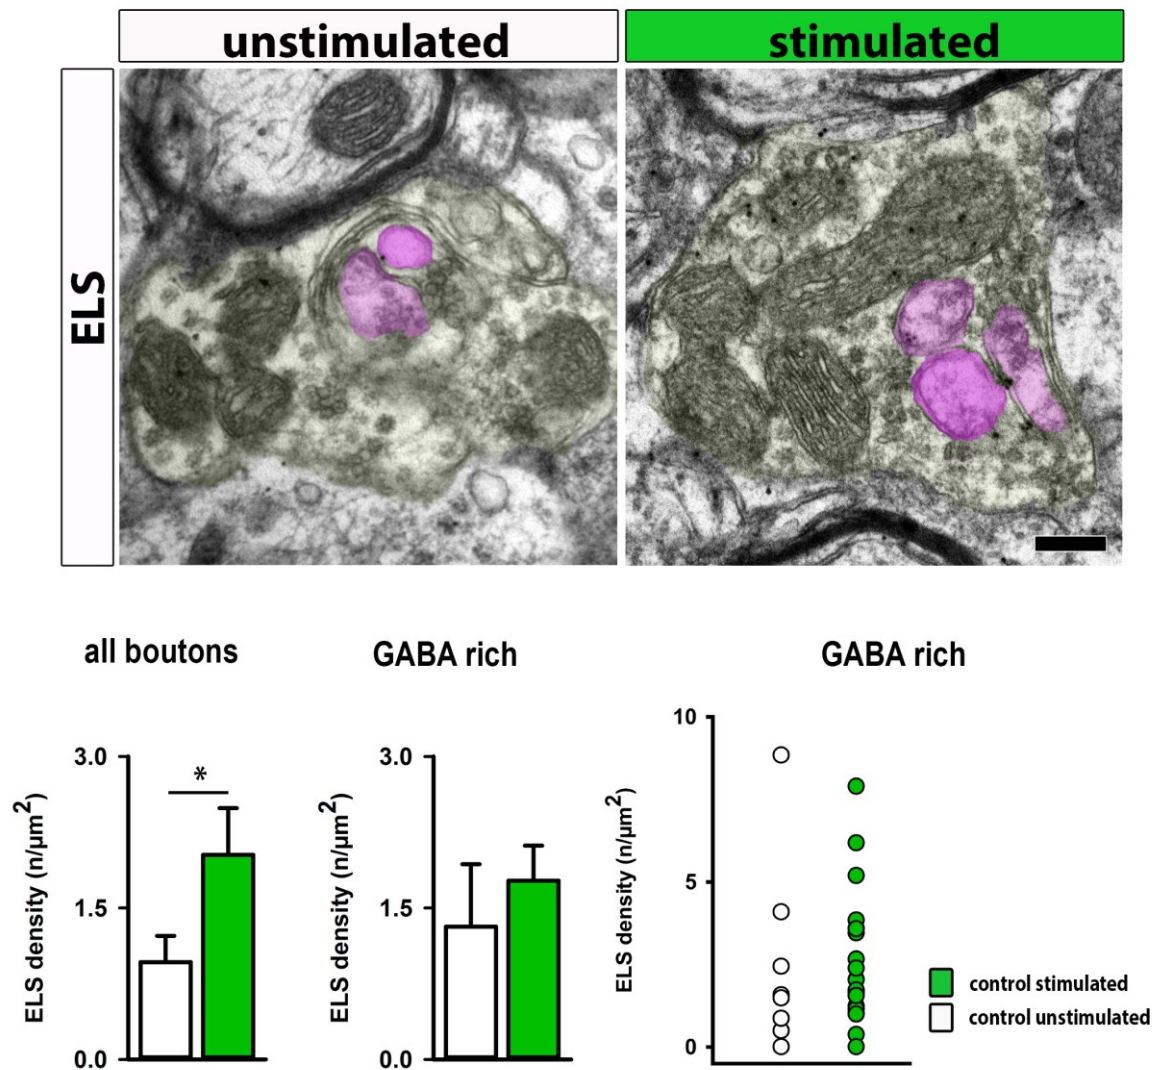 unstimulated
stimulated
ELS
all boutons
GABA rich
GABA rich
ELS density (n/µm²)
3.0
1.5
0.0
*
ELS density (n/µm²)
3.0
1.5
0.0
ELS density (n/µm²)
10
5
0
control stimulated
control unstimulated